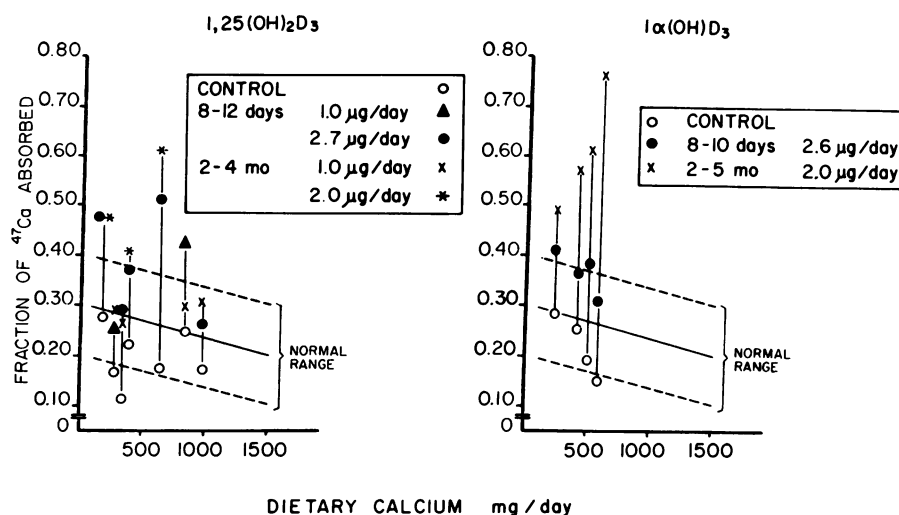 1,25(OH)₂D₃
0.80
0.70
0.60
0.50
0.40
0.30
0.20
0.10
0
FRACTION OF ⁴⁷Ca ABSORBED
CONTROL
8-12 days 1.0 µg/day
2.7 µg/day
2-4 mo 1.0 µg/day
2.0 µg/day
NORMAL
RANGE
500 1000 1500
1α(OH)D₃
0.80
0.70
0.60
0.50
0.40
0.30
0.20
0.10
0
CONTROL
8-10 days 2.6 µg/day
2-5 mo 2.0 µg/day
NORMAL
RANGE
500 1000 1500
DIETARY CALCIUM mg/day